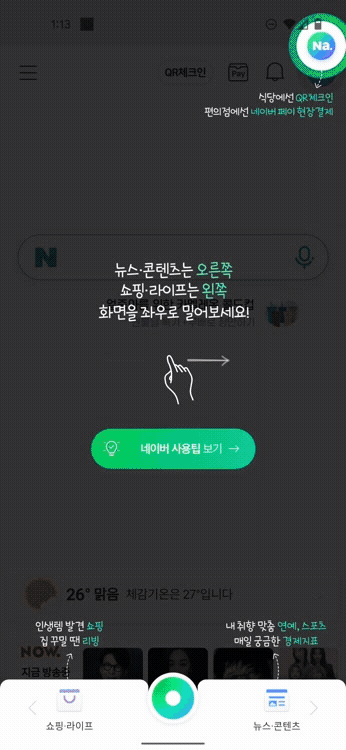 1:13
Na.
QR체크인
Pay
식당에선 QR체크인
편의점에선 네이버 페이 현장결제
N
뉴스·콘텐츠는 오른쪽
쇼핑·라이프는 왼쪽
화면을 좌우로 밀어보세요!
네이버 사용팁 보기 →
26° 맑음 체감기온은 27°입니다
인생템 발견 쇼핑
집 꾸밀 땐 리빙
내 취향 맞춤 연예, 스포츠
매일 궁금한 경제지표
NOW.
지금 방송중
쇼핑·라이프
뉴스·콘텐츠